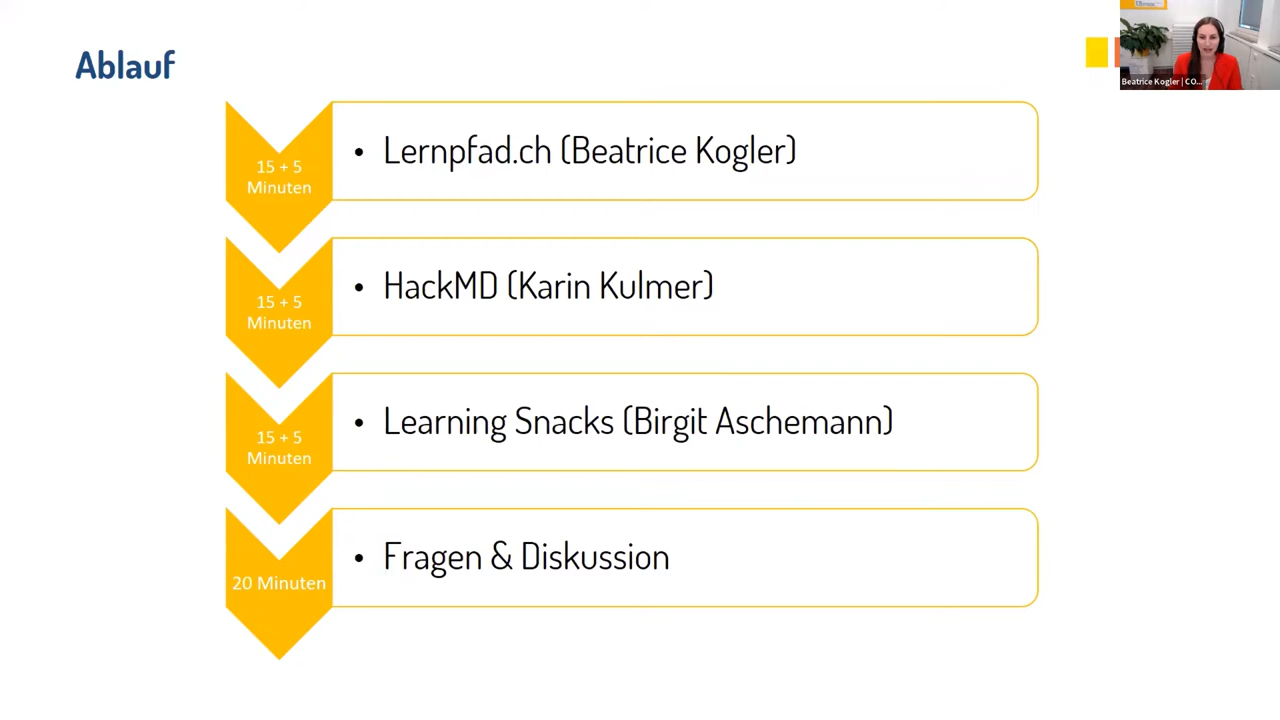 Ablauf
15 + 5
Minuten
• Lernpfad.ch (Beatrice Kogler)
15 + 5
Minuten
• HackMD (Karin Kulmer)
15 + 5
Minuten
• Learning Snacks (Birgit Aschemann)
20 Minuten
• Fragen & Diskussion
Beatrice Kogler | CO...